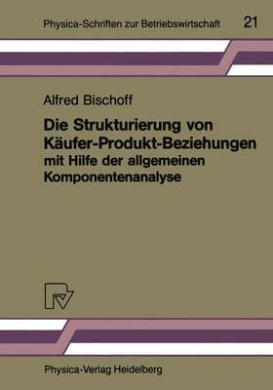 Physica-Schriften zur Betriebswirtschaft 21
Alfred Bischoff
Die Strukturierung von
Käufer-Produkt-Beziehungen
mit Hilfe der allgemeinen
Komponentenanalyse
Physica-Verlag Heidelberg